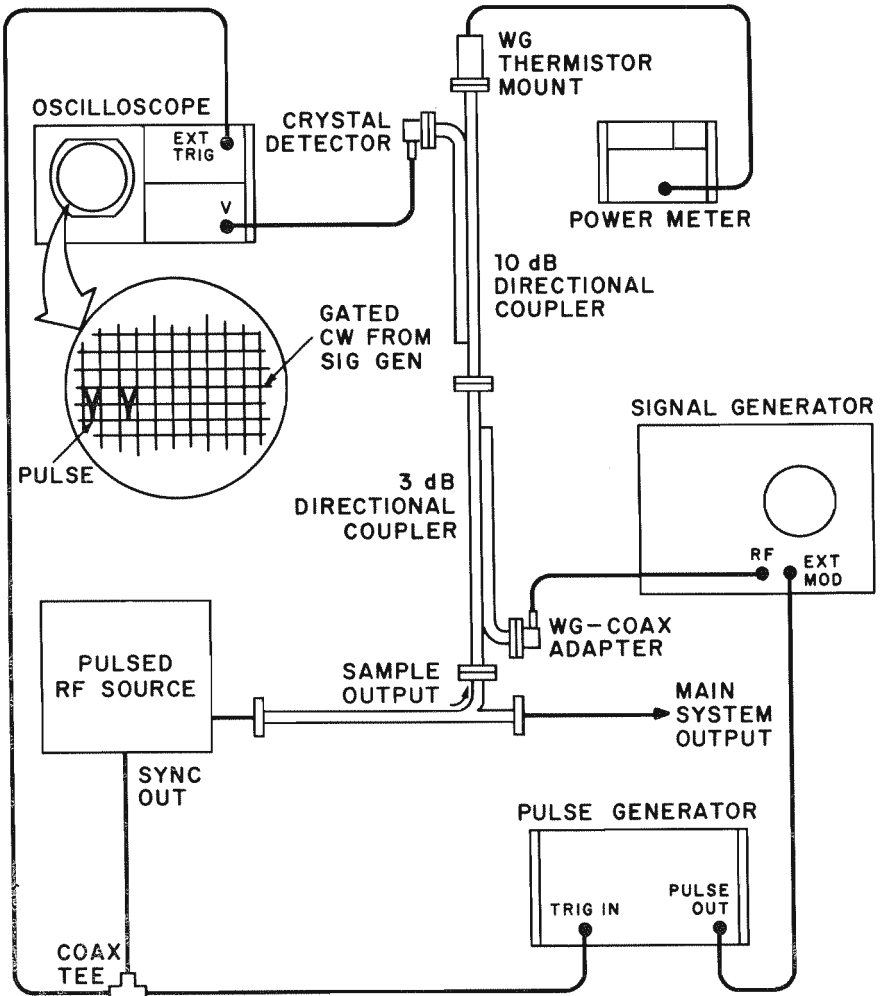 WG
THERMISTOR
MOUNT
OSCILLOSCOPE
EXT
TRIG
V
CRYSTAL
DETECTOR
POWER METER
10 dB
DIRECTIONAL
COUPLER
GATED
CW FROM
SIG GEN
PULSE
SIGNAL GENERATOR
3 dB
DIRECTIONAL
COUPLER
RF
EXT
MOD
WG-COAX
ADAPTER
PULSED
RF SOURCE
SAMPLE
OUTPUT
MAIN
SYSTEM
OUTPUT
SYNC
OUT
PULSE GENERATOR
TRIG IN
PULSE
OUT
COAX
TEE